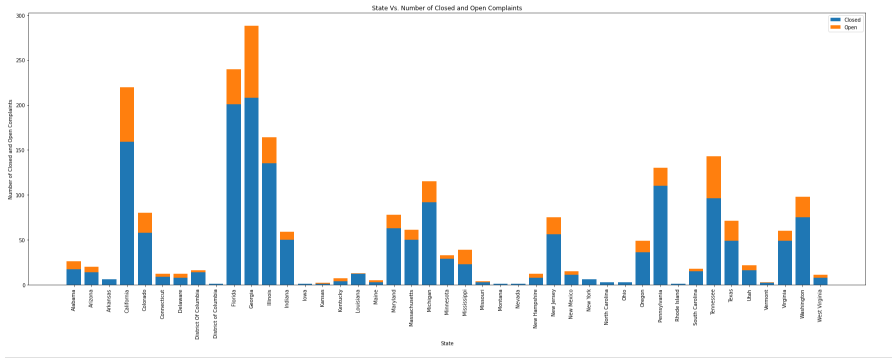 State Vs. Number of Closed and Open Complaints
Closed
Open
Number of Closed and Open Complaints
300
250
200
150
100
50
0
Alabama
Arizona
Arkansas
California
Colorado
Connecticut
Delaware
District Of Columbia
District of Columbia
Florida
Georgia
Illinois
Indiana
Iowa
Kansas
Kentucky
Louisiana
Maine
Maryland
Massachusetts
Michigan
Minnesota
Mississippi
Missouri
Montana
Nevada
New Hampshire
New Jersey
New Mexico
New York
North Carolina
Ohio
Oregon
Pennsylvania
Rhode Island
South Carolina
Tennessee
Texas
Utah
Vermont
Virginia
Washington
West Virginia
State